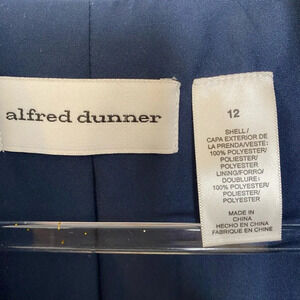 alfred dunner
12
SHELL/
CAPA EXTERIOR DE
LA PRENDA/VESTE:
100% POLYESTER/
POLIESTER/
POLYESTER
LINING/FORRO/
DOUBLURE:
100% POLYESTER/
POLIESTER/
POLYESTER
MADE IN
CHINA
HECHO EN CHINA
FABRIQUE EN CHINE